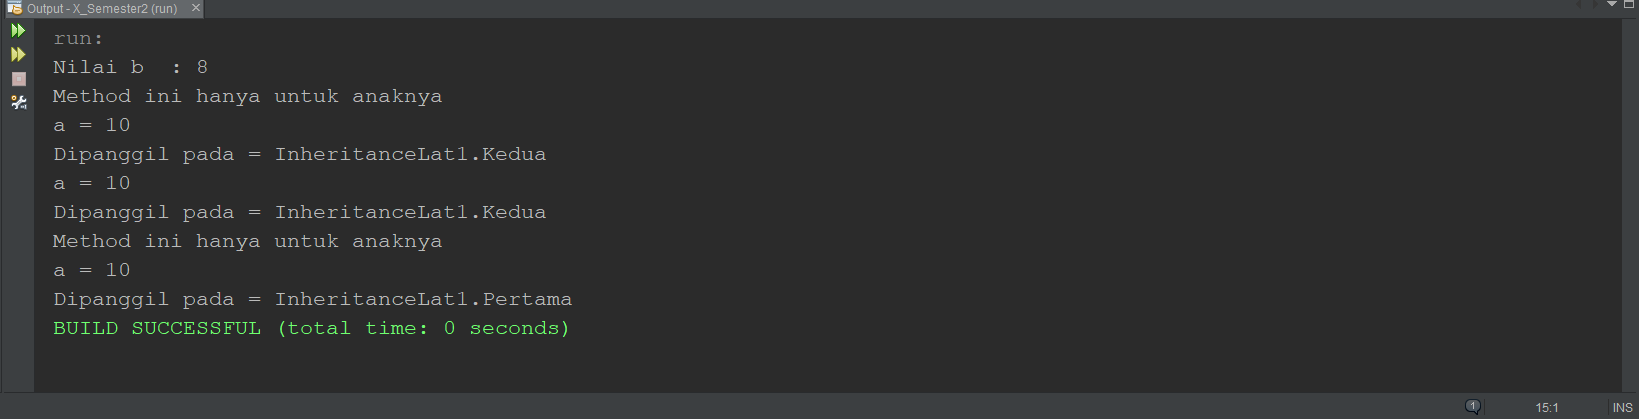 Output - X_Semester2 (run) ×
run:
Nilai b  : 8
Method ini hanya untuk anaknya
a = 10
Dipanggil pada = InheritanceLat1.Kedua
a = 10
Dipanggil pada = InheritanceLat1.Kedua
Method ini hanya untuk anaknya
a = 10
Dipanggil pada = InheritanceLat1.Pertama
BUILD SUCCESSFUL (total time: 0 seconds)
1 15:1 INS